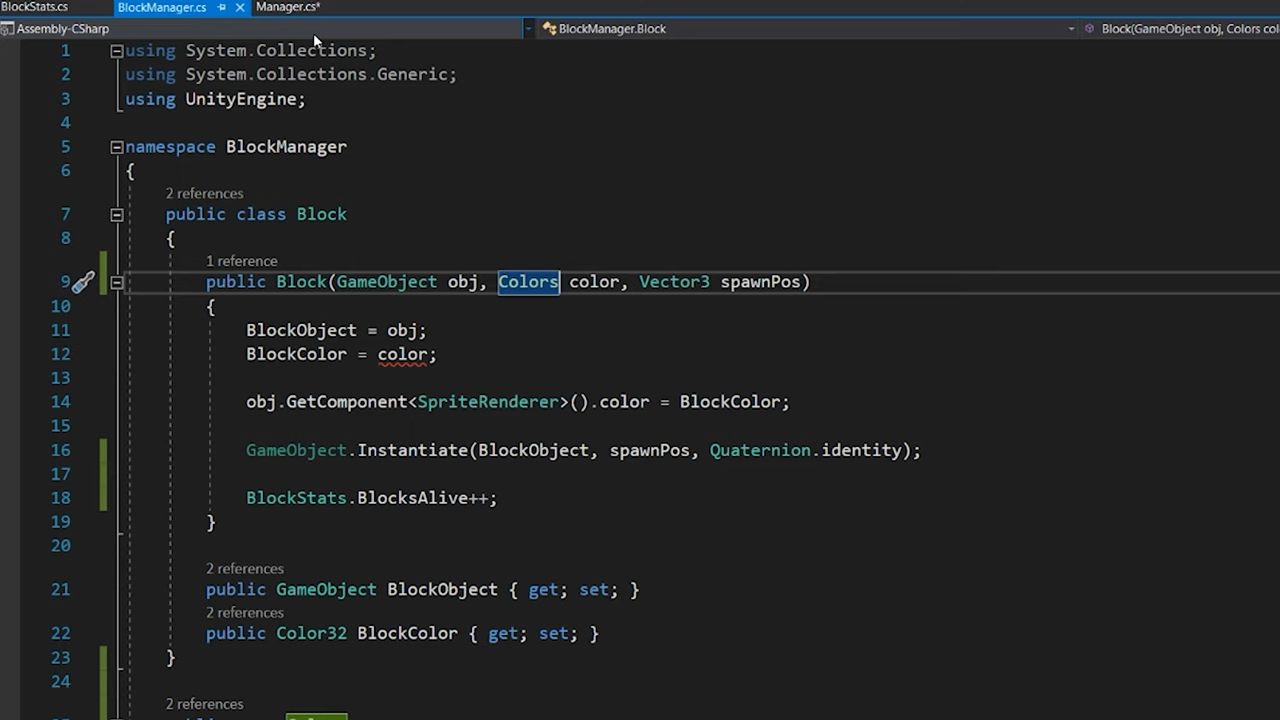 BlockStats.cs BlockManager.cs Manager.cs*
Assembly-CSharp BlockManager.Block Block(GameObject obj, Colors co
1 using System.Collections;
2 using System.Collections.Generic;
3 using UnityEngine;
4
5 namespace BlockManager
6 {
2 references
7 public class Block
8 {
1 reference
9 public Block(GameObject obj, Colors color, Vector3 spawnPos)
10 {
11 BlockObject = obj;
12 BlockColor = color;
13
14 obj.GetComponent<SpriteRenderer>().color = BlockColor;
15
16 GameObject.Instantiate(BlockObject, spawnPos, Quaternion.identity);
17
18 BlockStats.BlocksAlive++;
19 }
20
2 references
21 public GameObject BlockObject { get; set; }
2 references
22 public Color32 BlockColor { get; set; }
23 }
24
2 references